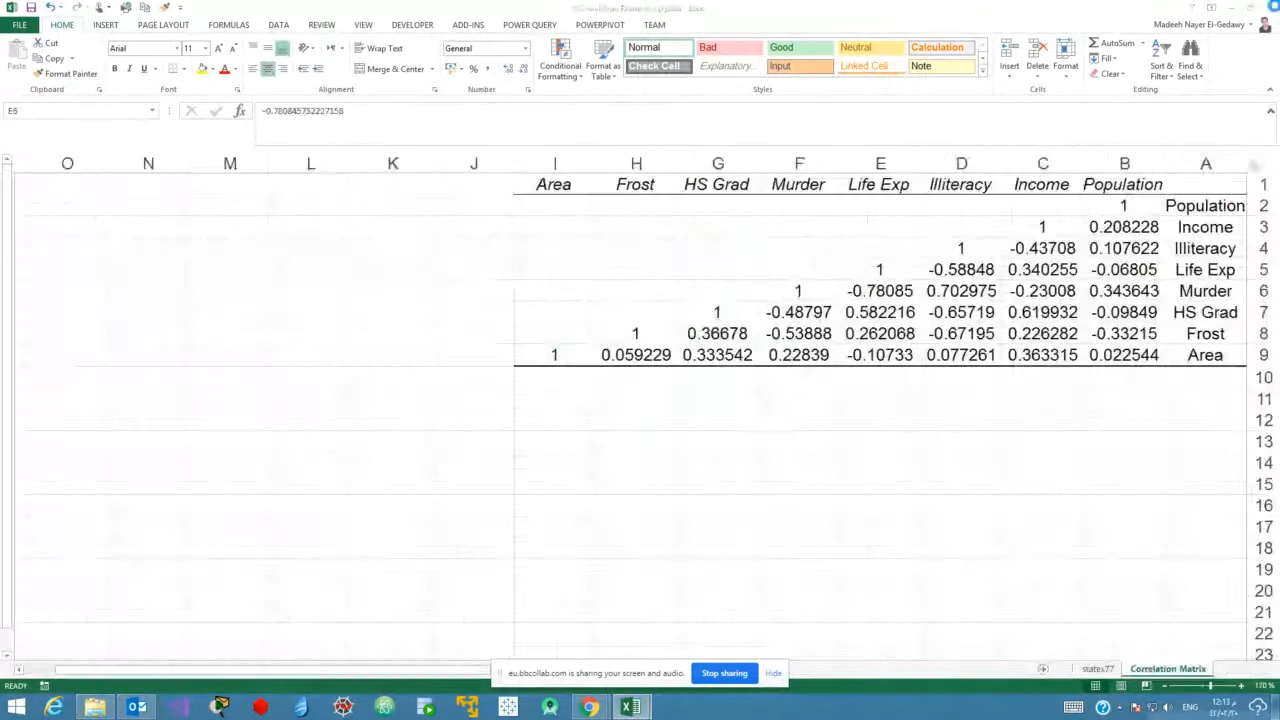 FILE HOME INSERT PAGE LAYOUT FORMULAS DATA REVIEW VIEW DEVELOPER ADD-INS POWER QUERY POWERPIVOT TEAM
Madeeh Nayer El-Gedawy
Paste Cut Copy Format Painter
Arial 11
Wrap Text
Merge & Center
General
Conditional Formatting
Format as Table
Normal Bad Good Neutral Calculation
Check Cell Explanatory... Input Linked Cell Note
Insert Delete Format
AutoSum Fill Clear
Sort & Filter
Find & Select
Clipboard Font Alignment Number Styles Cells Editing
E6 fx -0.780845752227158
O N M L K J I H G F E D C B A
Area Frost HS Grad Murder Life Exp Illiteracy Income Population 1
1 Population 2
1 0.208228 Income 3
1 -0.43708 0.107622 Illiteracy 4
1 -0.58848 0.340255 -0.06805 Life Exp 5
1 -0.78085 0.702975 -0.23008 0.343643 Murder 6
1 -0.48797 0.582216 -0.65719 0.619932 -0.09849 HS Grad 7
1 0.36678 -0.53888 0.262068 -0.67195 0.226282 -0.33215 Frost 8
1 0.059229 0.333542 0.22839 -0.10733 0.077261 0.363315 0.022544 Area 9
10
11
12
13
14
15
16
17
18
19
20
21
22
23
eu.bbcollab.com is sharing your screen and audio. Stop sharing Hide
statex77 Correlation Matrix
READY
170 %
ENG
12:13 م